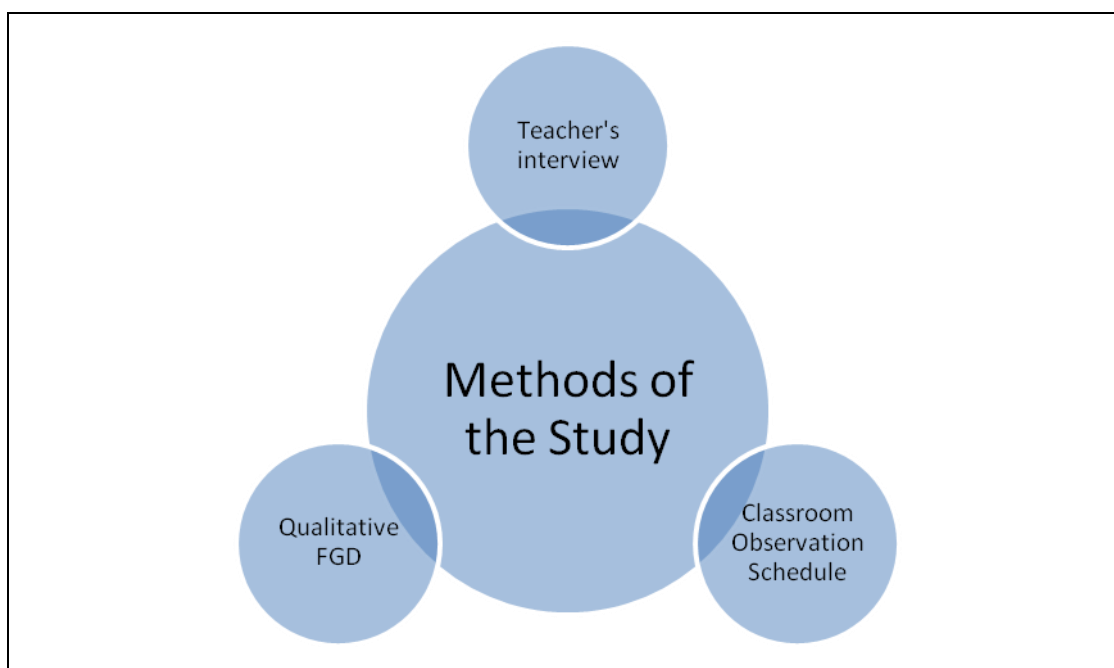 Teacher's
interview
Methods of
the Study
Qualitative
FGD
Classroom
Observation
Schedule